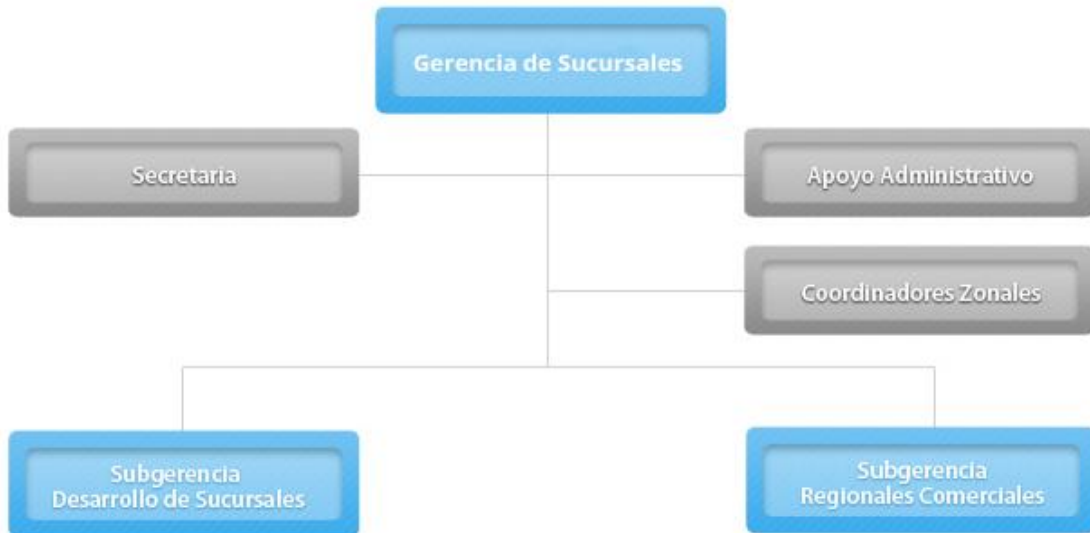 Gerencia de Sucursales
Secretaria
Apoyo Administrativo
Coordinadores Zonales
Subgerencia
Desarrollo de Sucursales
Subgerencia
Regionales Comerciales